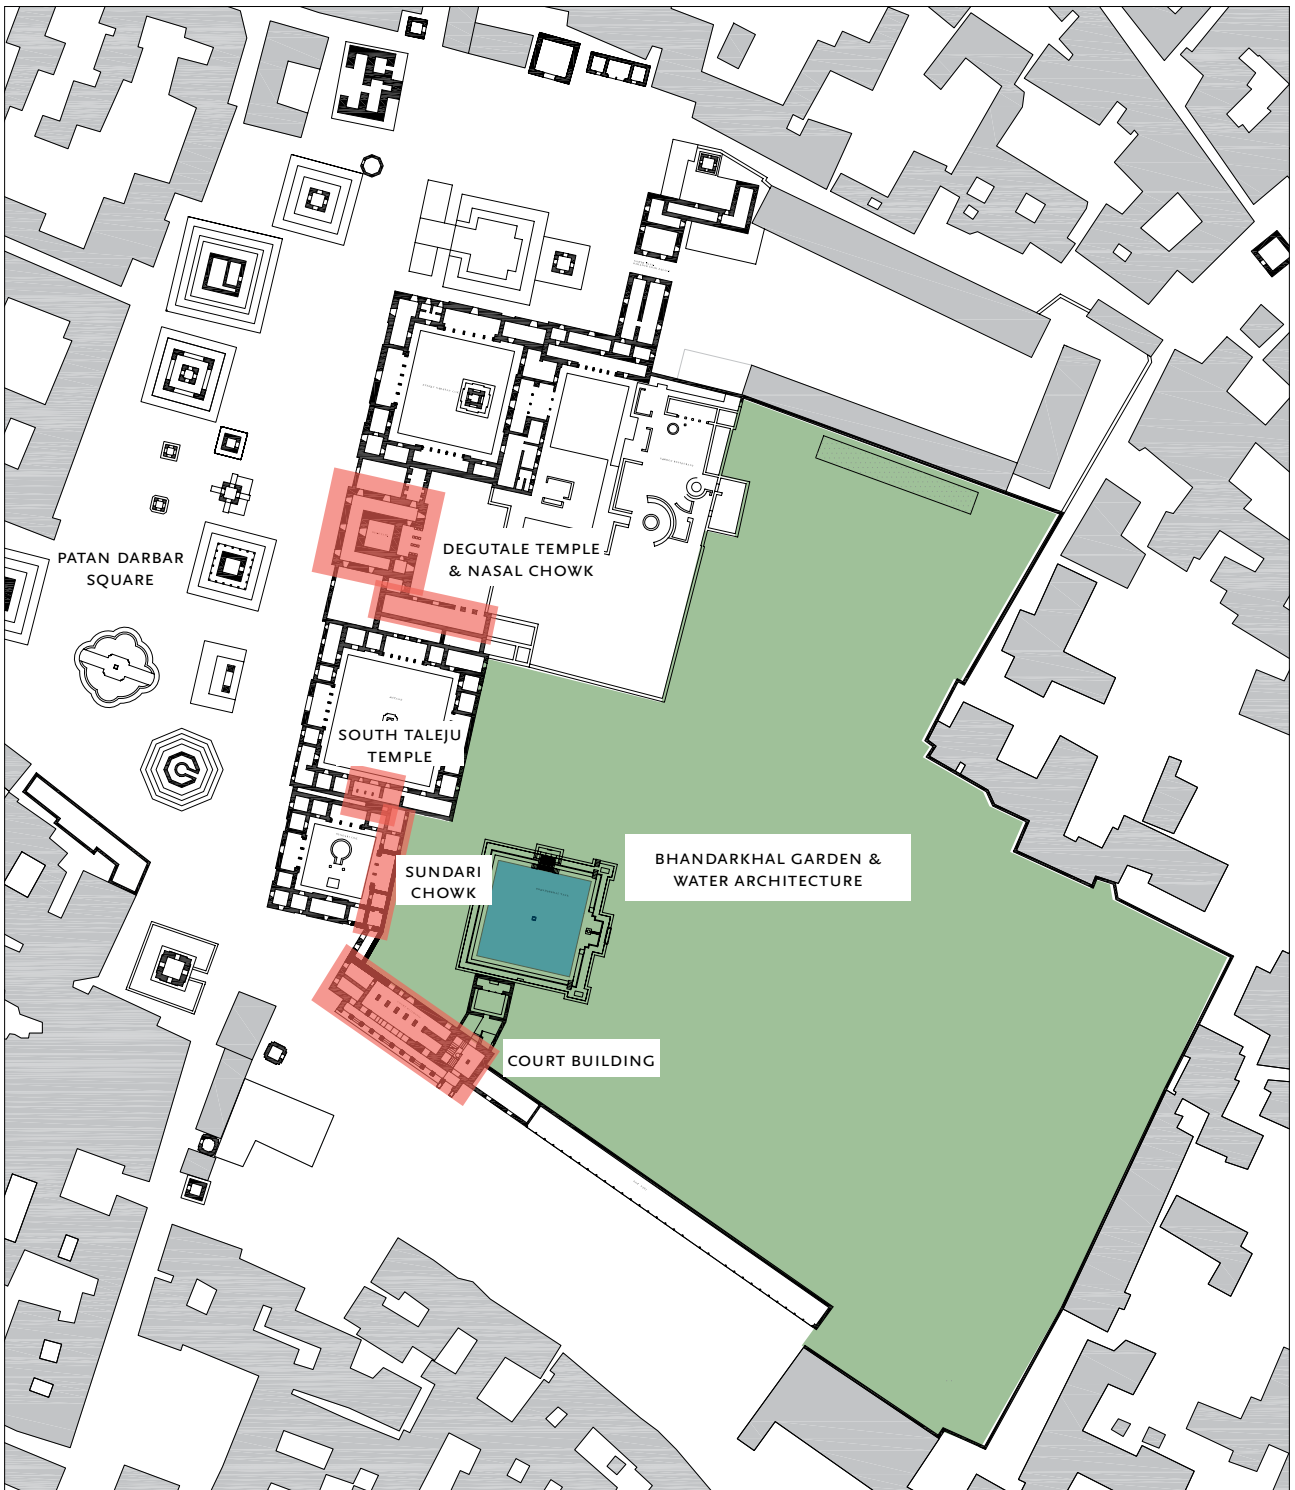 DEGUTALE TEMPLE
& NASAL CHOWK
PATAN DARBAR
SQUARE
SOUTH TALEJU
TEMPLE
SUNDARI
CHOWK
BHANDARKHAL GARDEN &
WATER ARCHITECTURE
COURT BUILDING